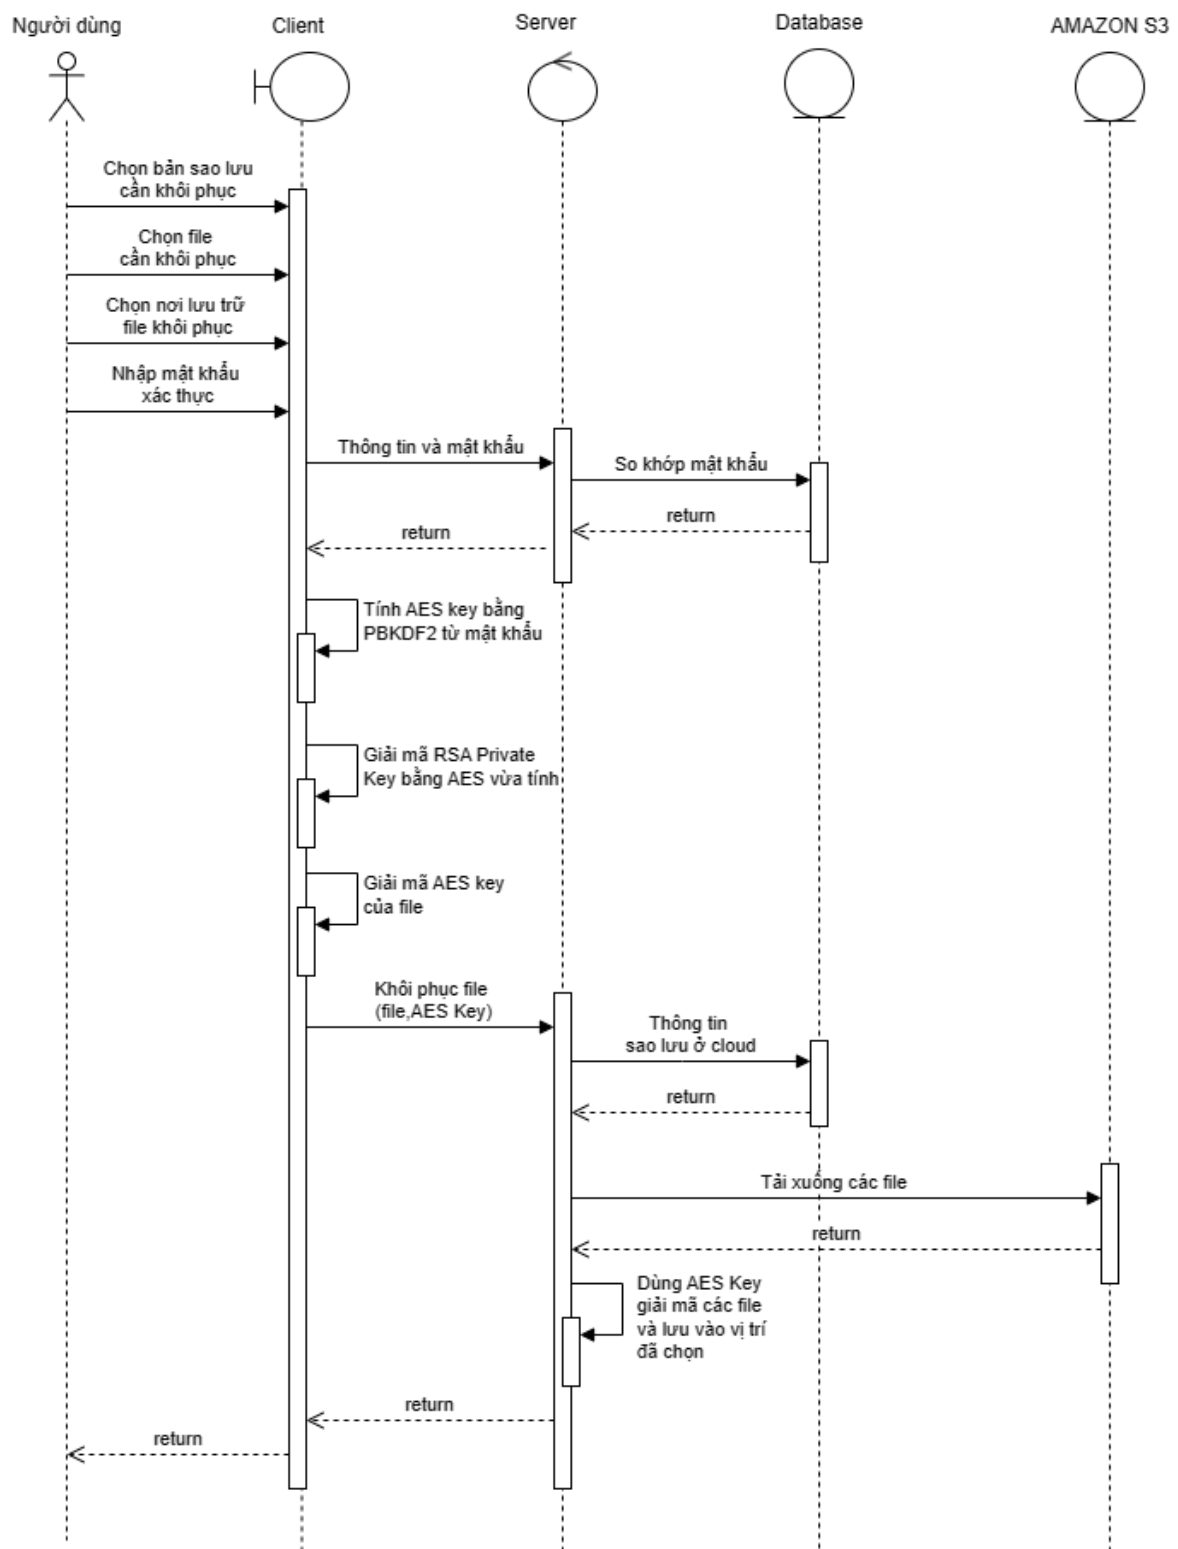 Người dùng
Client
Server
Database
AMAZON S3
Chọn bản sao lưu
cần khôi phục
Chọn file
cần khôi phục
Chọn nơi lưu trữ
file khôi phục
Nhập mật khẩu
xác thực
Thông tin và mật khẩu
So khớp mật khẩu
return
return
Tính AES key bằng
PBKDF2 từ mật khẩu
Giải mã RSA Private
Key bằng AES vừa tính
Giải mã AES key
của file
Khôi phục file
(file,AES Key)
Thông tin
sao lưu ở cloud
return
Tải xuống các file
return
Dùng AES Key
giải mã các file
và lưu vào vị trí
đã chọn
return
return